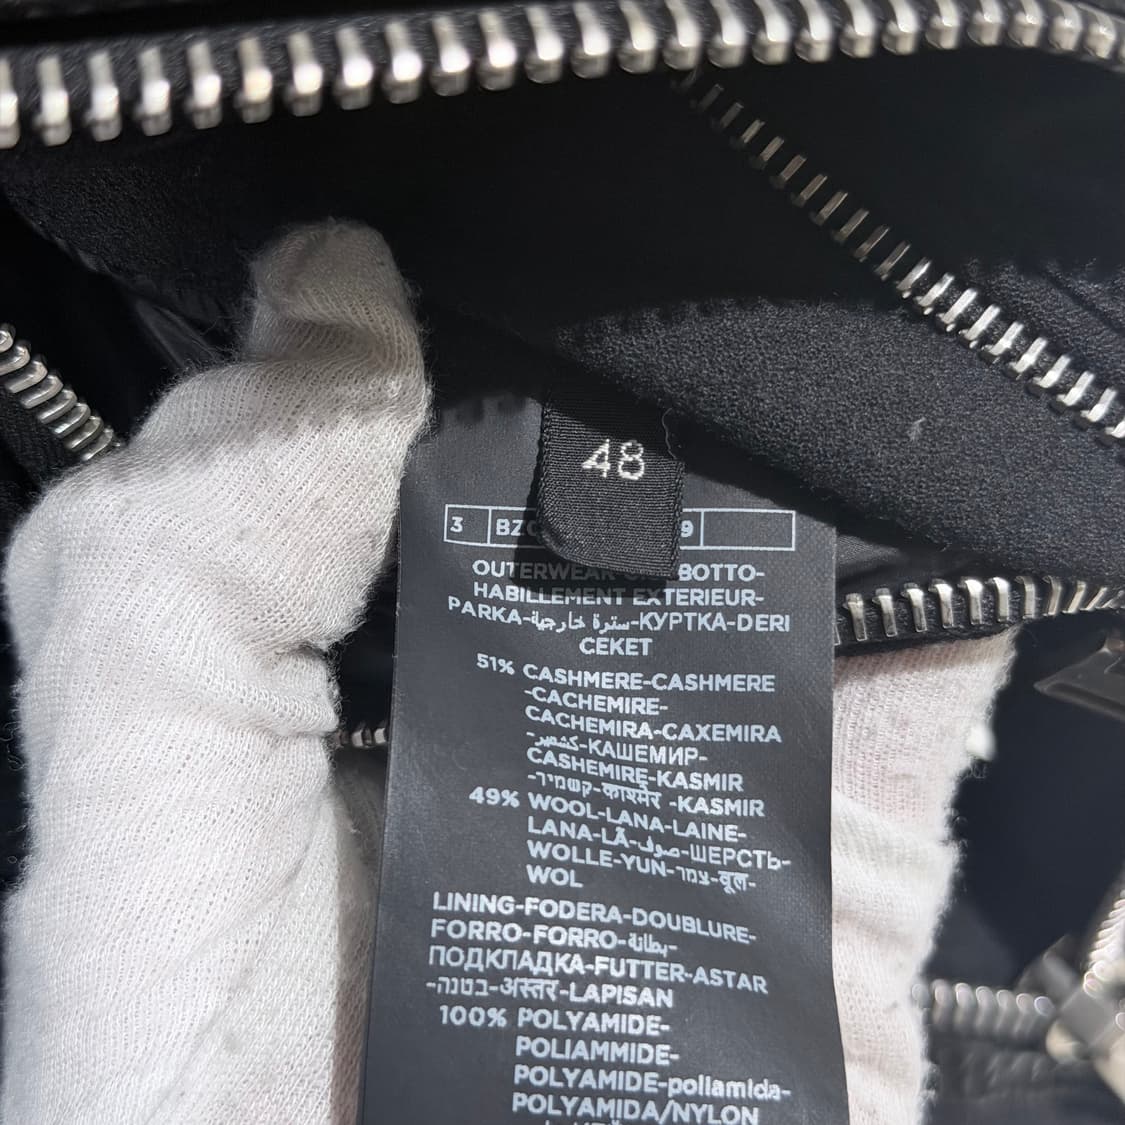 48
3 BZ 9
OUTERWEAR- BOTTO-
HABILLEMENT EXTERIEUR-
PARKA-سترة خارجية-КУРТКА-DERI
CEKET
51% CASHMERE-CASHMERE
-CACHEMIRE-
CACHEMIRA-CAXEMIRA
-كشمير-КАШЕМИР-
CASHEMIRE-KASMIR
-קשמיר-काश्मेरे -KASMIR
49% WOOL-LANA-LAINE-
LANA-LÃ-صوف-ШЕРСТЬ-
WOLLE-YUN-צמר-वूल-
WOL
LINING-FODERA-DOUBLURE-
FORRO-FORRO-بطانة-
ПОДКЛАДКА-FUTTER-ASTAR
-בטנה-अस्तर-LAPISAN
100% POLYAMIDE-
POLIAMMIDE-
POLYAMIDE-poliamida-
POLYAMIDA/NYLON